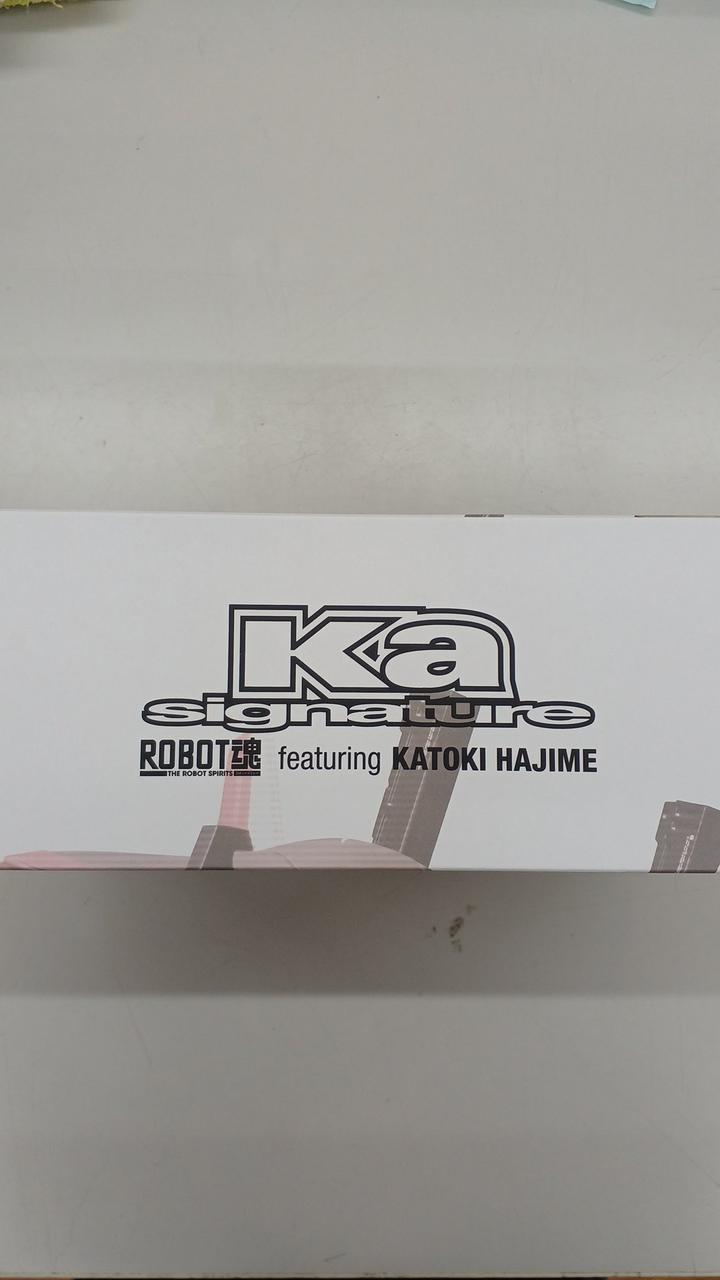 Ka
signature
ROBOT魂 featuring KATOKI HAJIME
THE ROBOT SPIRITS